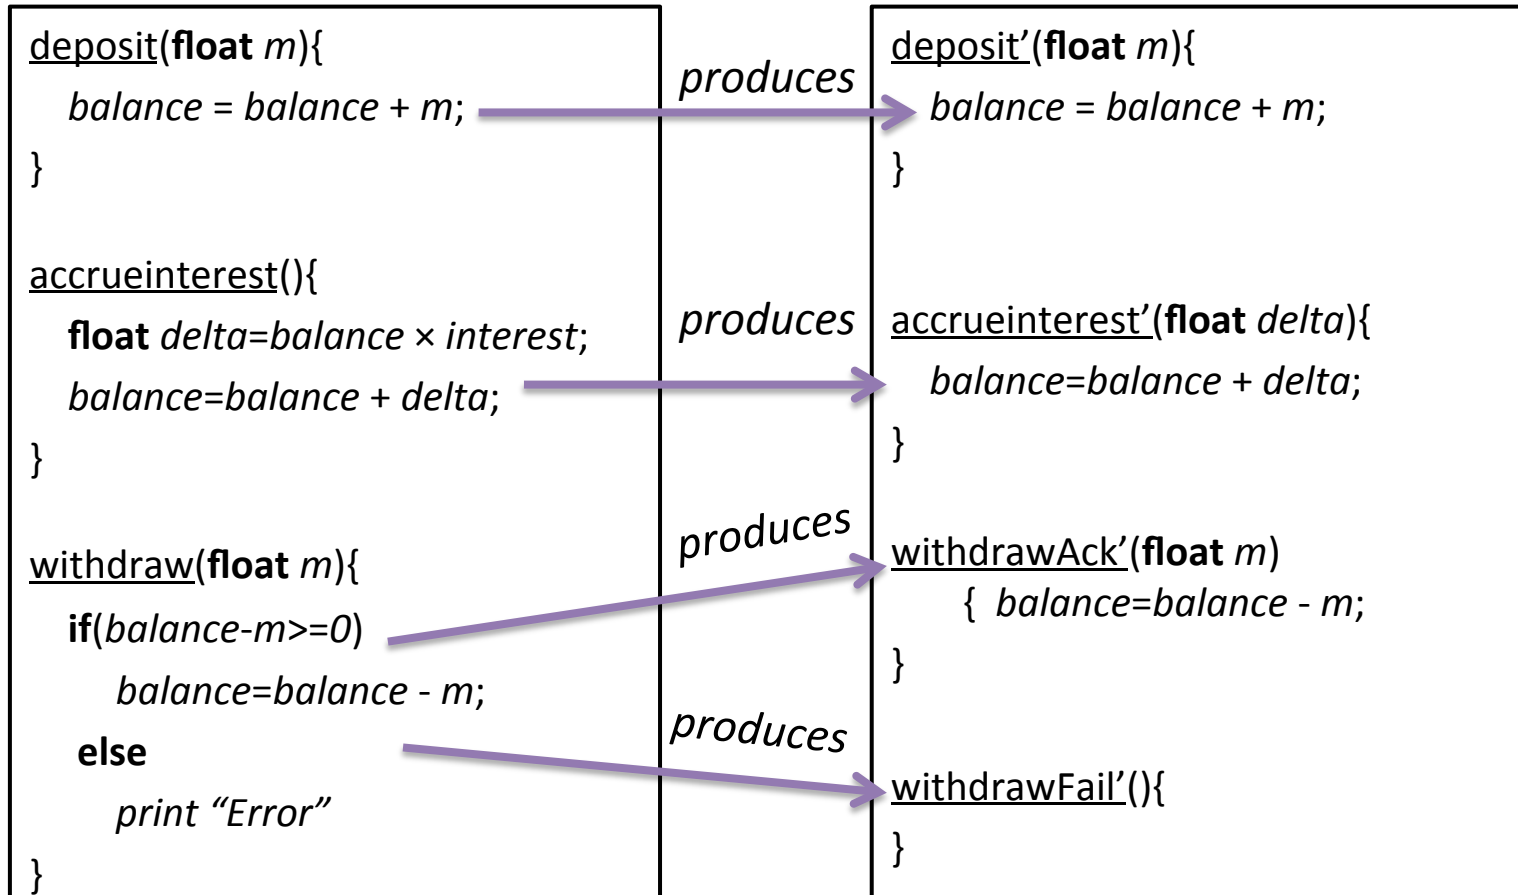 deposit(float m){
balance = balance + m;
}
accrueinterest(){
float delta=balance × interest;
balance=balance + delta;
}
withdraw(float m){
if(balance-m>=0)
balance=balance - m;
else
print “Error”
}
produces
produces
produces
produces
deposit’(float m){
balance = balance + m;
}
accrueinterest’(float delta){
balance=balance + delta;
}
withdrawAck’(float m)
{ balance=balance - m;
}
withdrawFail’(){
}